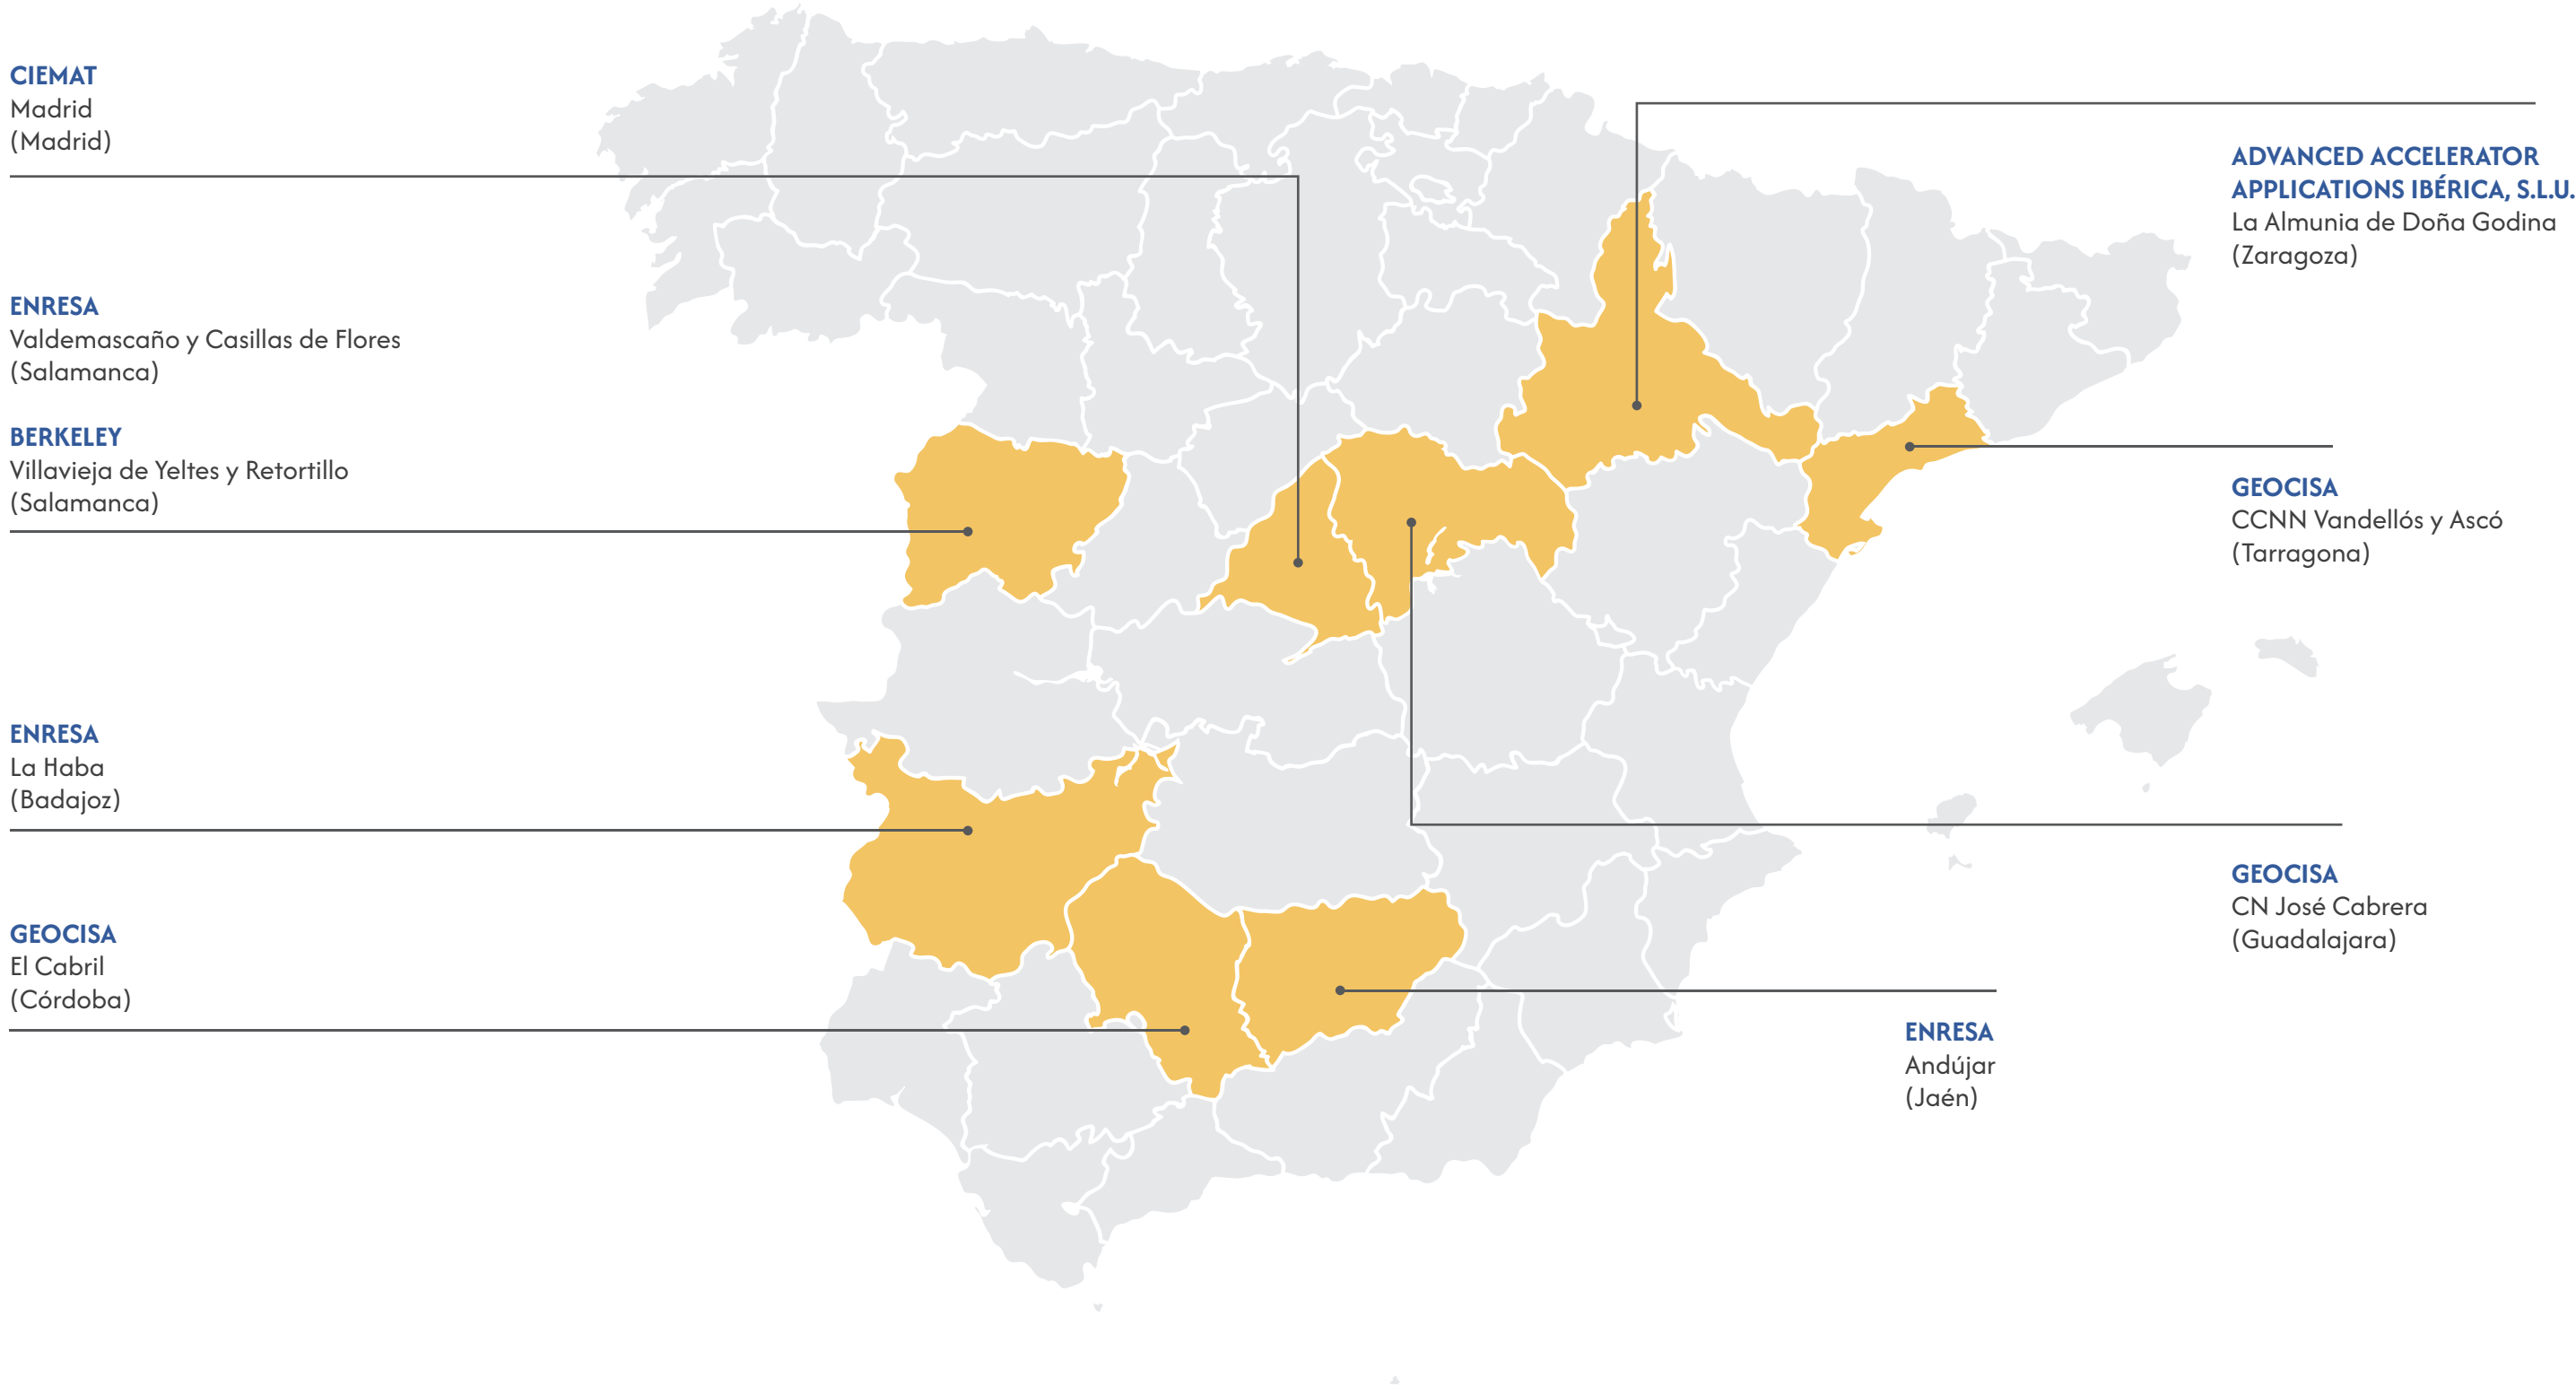 CIEMAT
Madrid
(Madrid)
ENRESA
Valdemascaño y Casillas de Flores
(Salamanca)
BERKELEY
Villavieja de Yeltes y Retortillo
(Salamanca)
ENRESA
La Haba
(Badajoz)
GEOCISA
El Cabril
(Córdoba)
ADVANCED ACCELERATOR
APPLICATIONS IBÉRICA, S.L.U.
La Almunia de Doña Godina
(Zaragoza)
GEOCISA
CCNN Vandellós y Ascó
(Tarragona)
GEOCISA
CN José Cabrera
(Guadalajara)
ENRESA
Andújar
(Jaén)